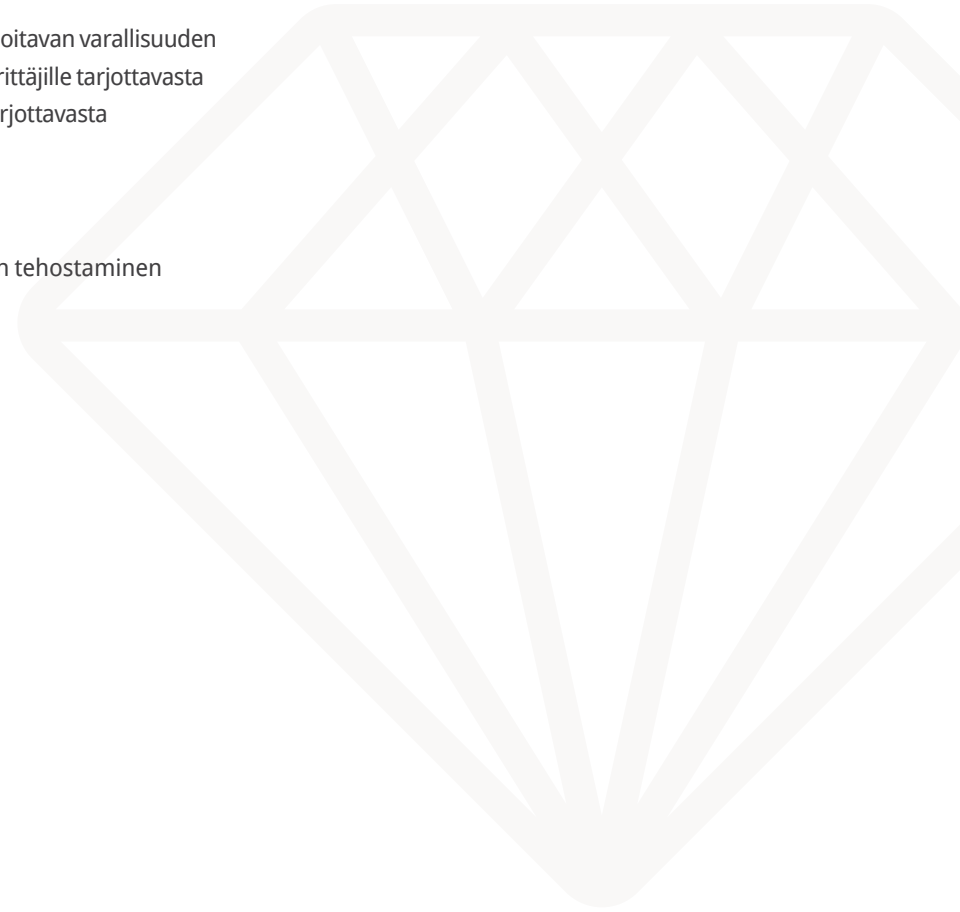 oitavan varallisuuden
rittäjille tarjottavasta
rjottavasta
n tehostaminen